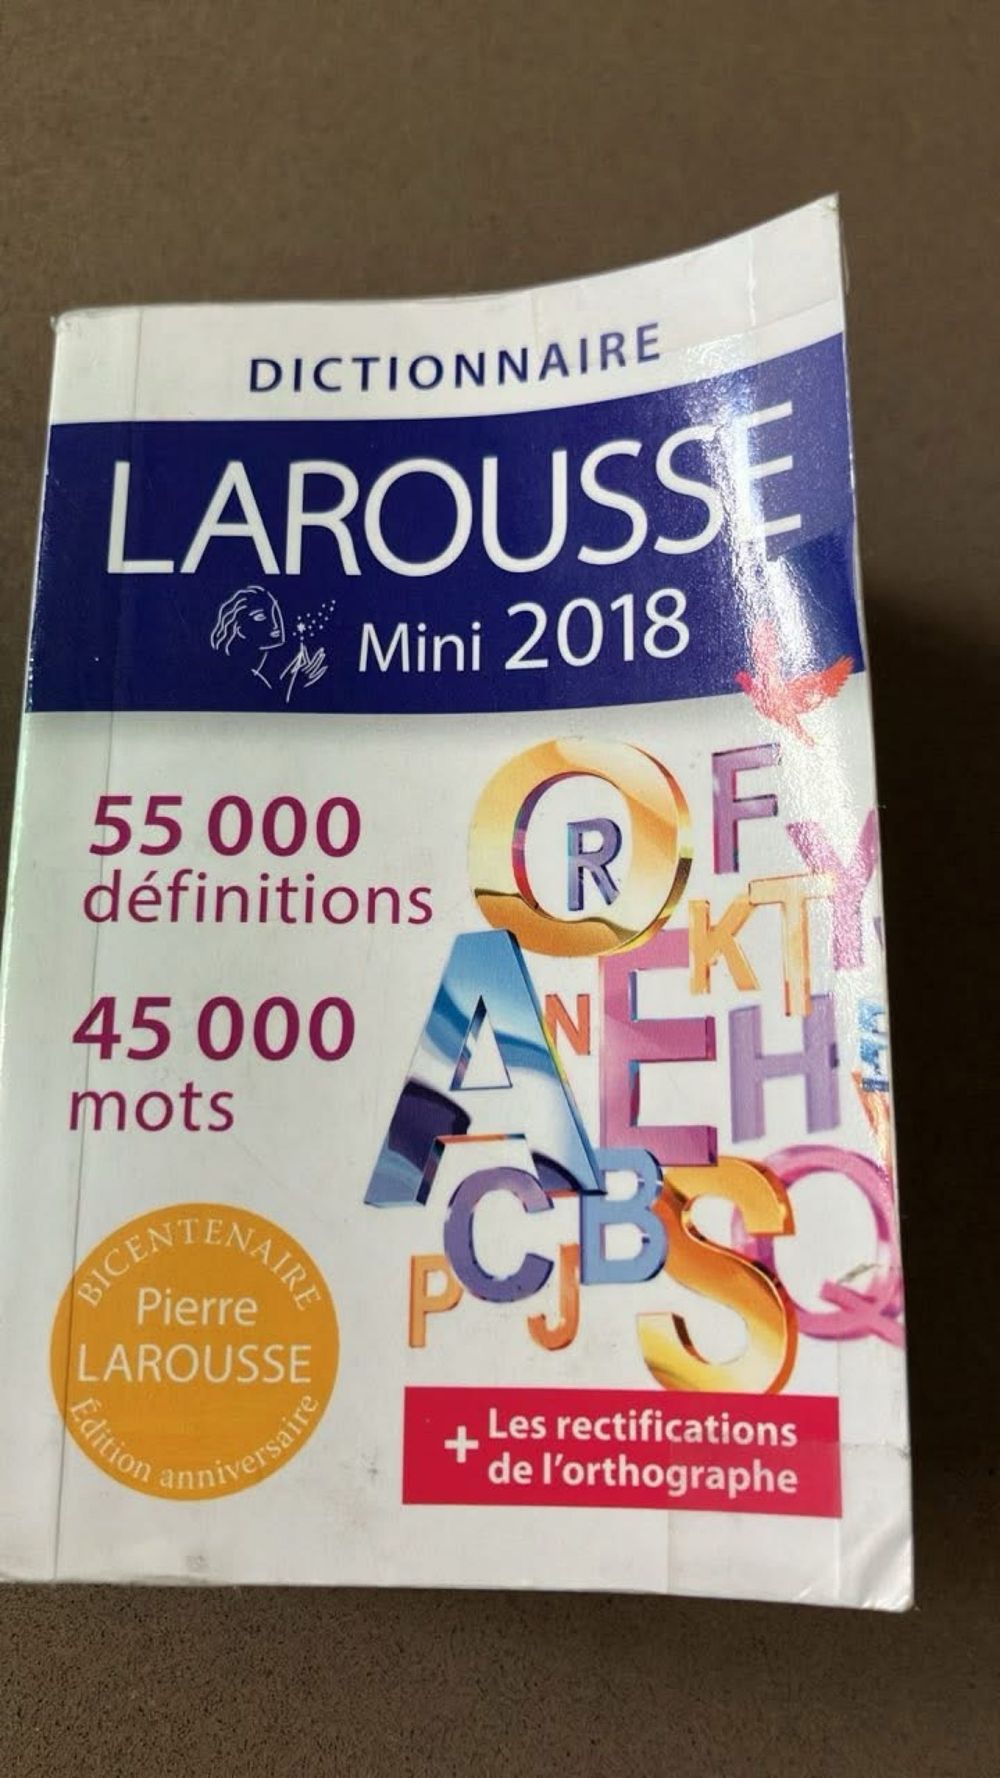 DICTIONNAIRE
LAROUSSE
Mini 2018
55 000
définitions
45 000
mots
O
R
F
Y
K
T
A
N
E
H
C
B
S
Q
P
J
BICENTENAIRE
Pierre
LAROUSSE
Édition anniversaire
+ Les rectifications
de l'orthographe